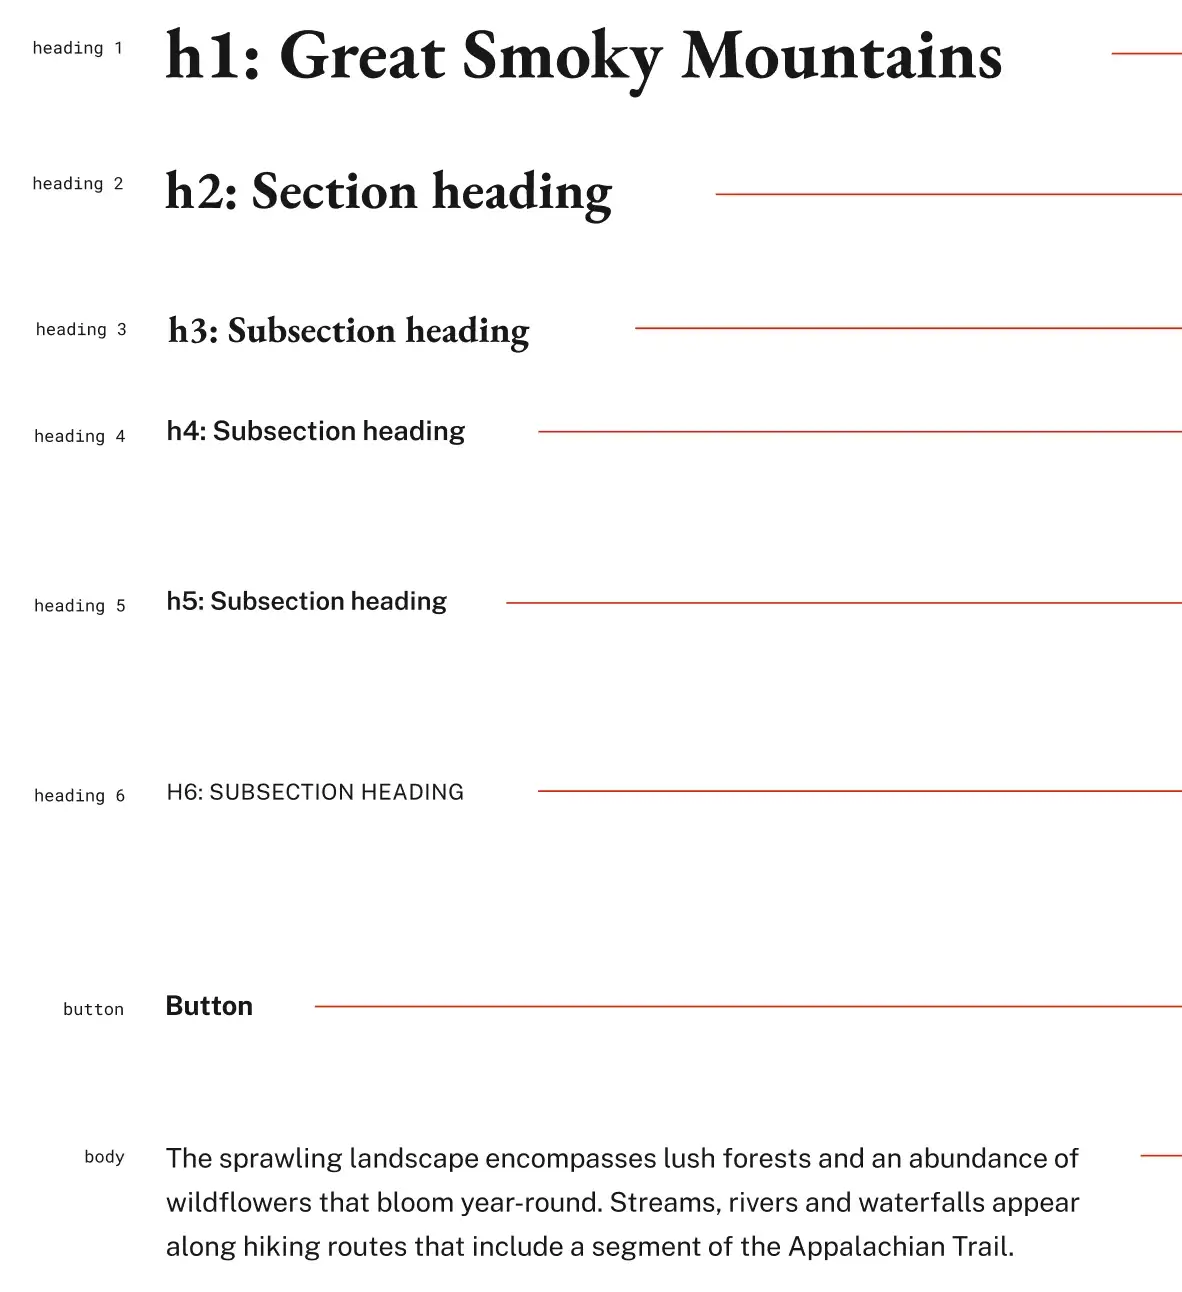 heading 1 h1: Great Smoky Mountains
heading 2 h2: Section heading
heading 3 h3: Subsection heading
heading 4 h4: Subsection heading
heading 5 h5: Subsection heading
heading 6 H6: SUBSECTION HEADING
button Button
body The sprawling landscape encompasses lush forests and an abundance of
wildflowers that bloom year-round. Streams, rivers and waterfalls appear
along hiking routes that include a segment of the Appalachian Trail.